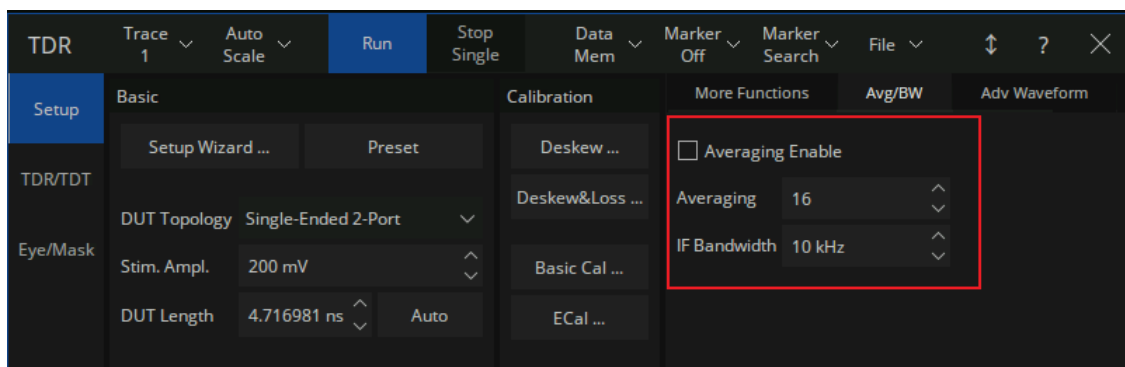 TDR
Trace
1
Auto
Scale
Run
Stop
Single
Data
Mem
Marker
Off
Marker
Search
File
?
Setup
TDR/TDT
Eye/Mask
Basic
Setup Wizard ...
Preset
DUT Topology
Single-Ended 2-Port
Stim. Ampl.
200 mV
DUT Length
4.716981 ns
Auto
Calibration
Deskew ...
Deskew&Loss ...
Basic Cal ...
ECal ...
More Functions
Avg/BW
Adv Waveform
Averaging Enable
Averaging
16
IF Bandwidth
10 kHz